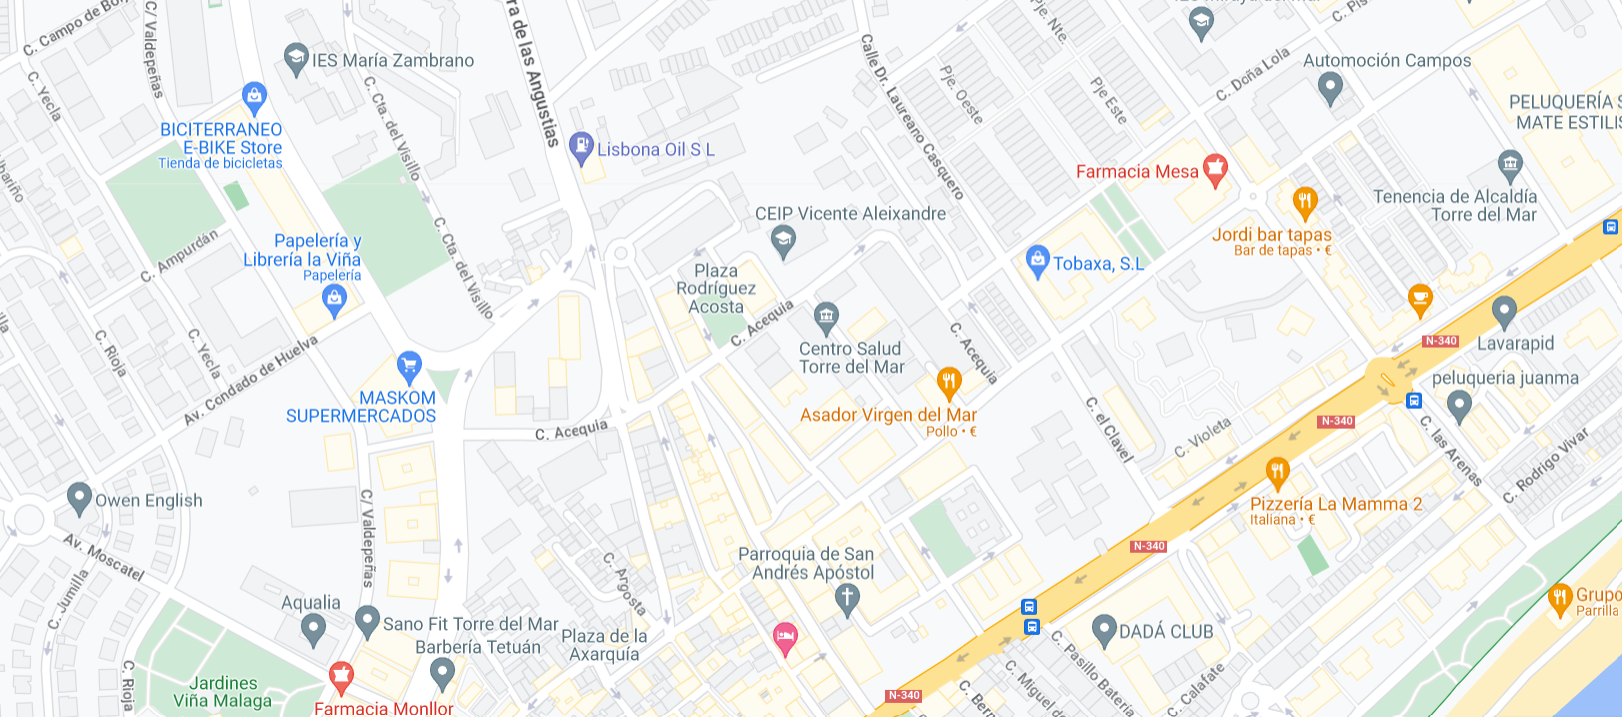 C. Campo de
C/ Valdepeñas
ra de las Angustias
IES María Zambrano
C. Yecla
BICITERRANEO
E-BIKE Store
Tienda de bicicletas
C. Cta. del Visillo
Lisbona Oil S L
Calle Dr. Laureano Casquero
Pje. Oeste
Pje. Nte.
Pje Este
C. Doña Lola
Automoción Campos
PELUQUERÍA S
MATE ESTILIS
Farmacia Mesa
Tenencia de Alcaldía
Torre del Mar
Jordi bar tapas
Bar de tapas • €
CEIP Vicente Aleixandre
C. Ampurdán
Papelería y
Librería la Viña
Papelería
C. Cta. del Visillo
Plaza
Rodríguez
Acosta
C. Acequia
Tobaxa, S.L
Centro Salud
Torre del Mar
C. Acequia
N-340
Lavarapid
peluqueria juanma
C. Rioja
C. Yecla
Av. Condado de Huelva
MASKOM
SUPERMERCADOS
C. Acequia
Asador Virgen del Mar
Pollo • €
C. el Clavel
C. Violeta
N-340
C. las Arenas
C. Rodrigo Vivar
Pizzería La Mamma 2
Italiana • €
Owen English
C/ Valdepeñas
Av. Moscatel
C. Jumilla
N-340
Parroquia de San
Andrés Apóstol
C. Argosta
Aqualia
Sano Fit Torre del Mar
Barbería Tetuán
Plaza de la
Axarquía
DADÁ CLUB
Grupo
Parrilla
C. Pasillo Batería
C. Calafate
C. Miguel de
C. Bern
N-340
C. Rioja
Jardines
Viña Malaga
Farmacia Monllor